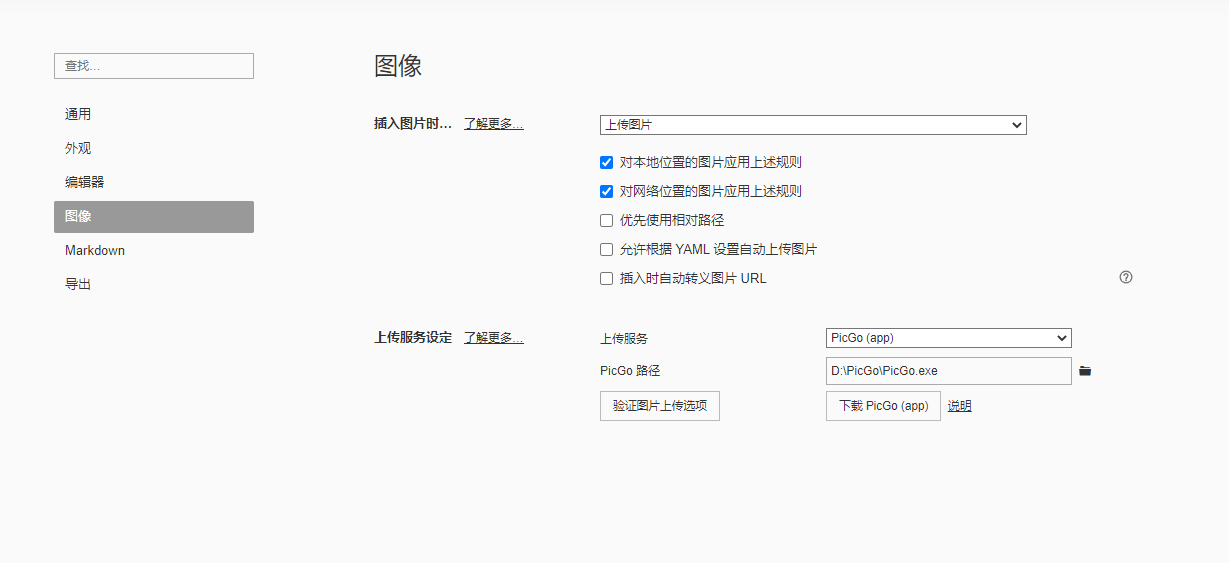 查找...
通用
外观
编辑器
图像
Markdown
导出
图像
插入图片时... 了解更多... 上传图片
对本地位置的图片应用上述规则
对网络位置的图片应用上述规则
优先使用相对路径
允许根据 YAML 设置自动上传图片
插入时自动转义图片 URL
上传服务设定 了解更多... 上传服务 PicGo (app)
PicGo 路径 D:\PicGo\PicGo.exe
验证图片上传选项 下载 PicGo (app) 说明